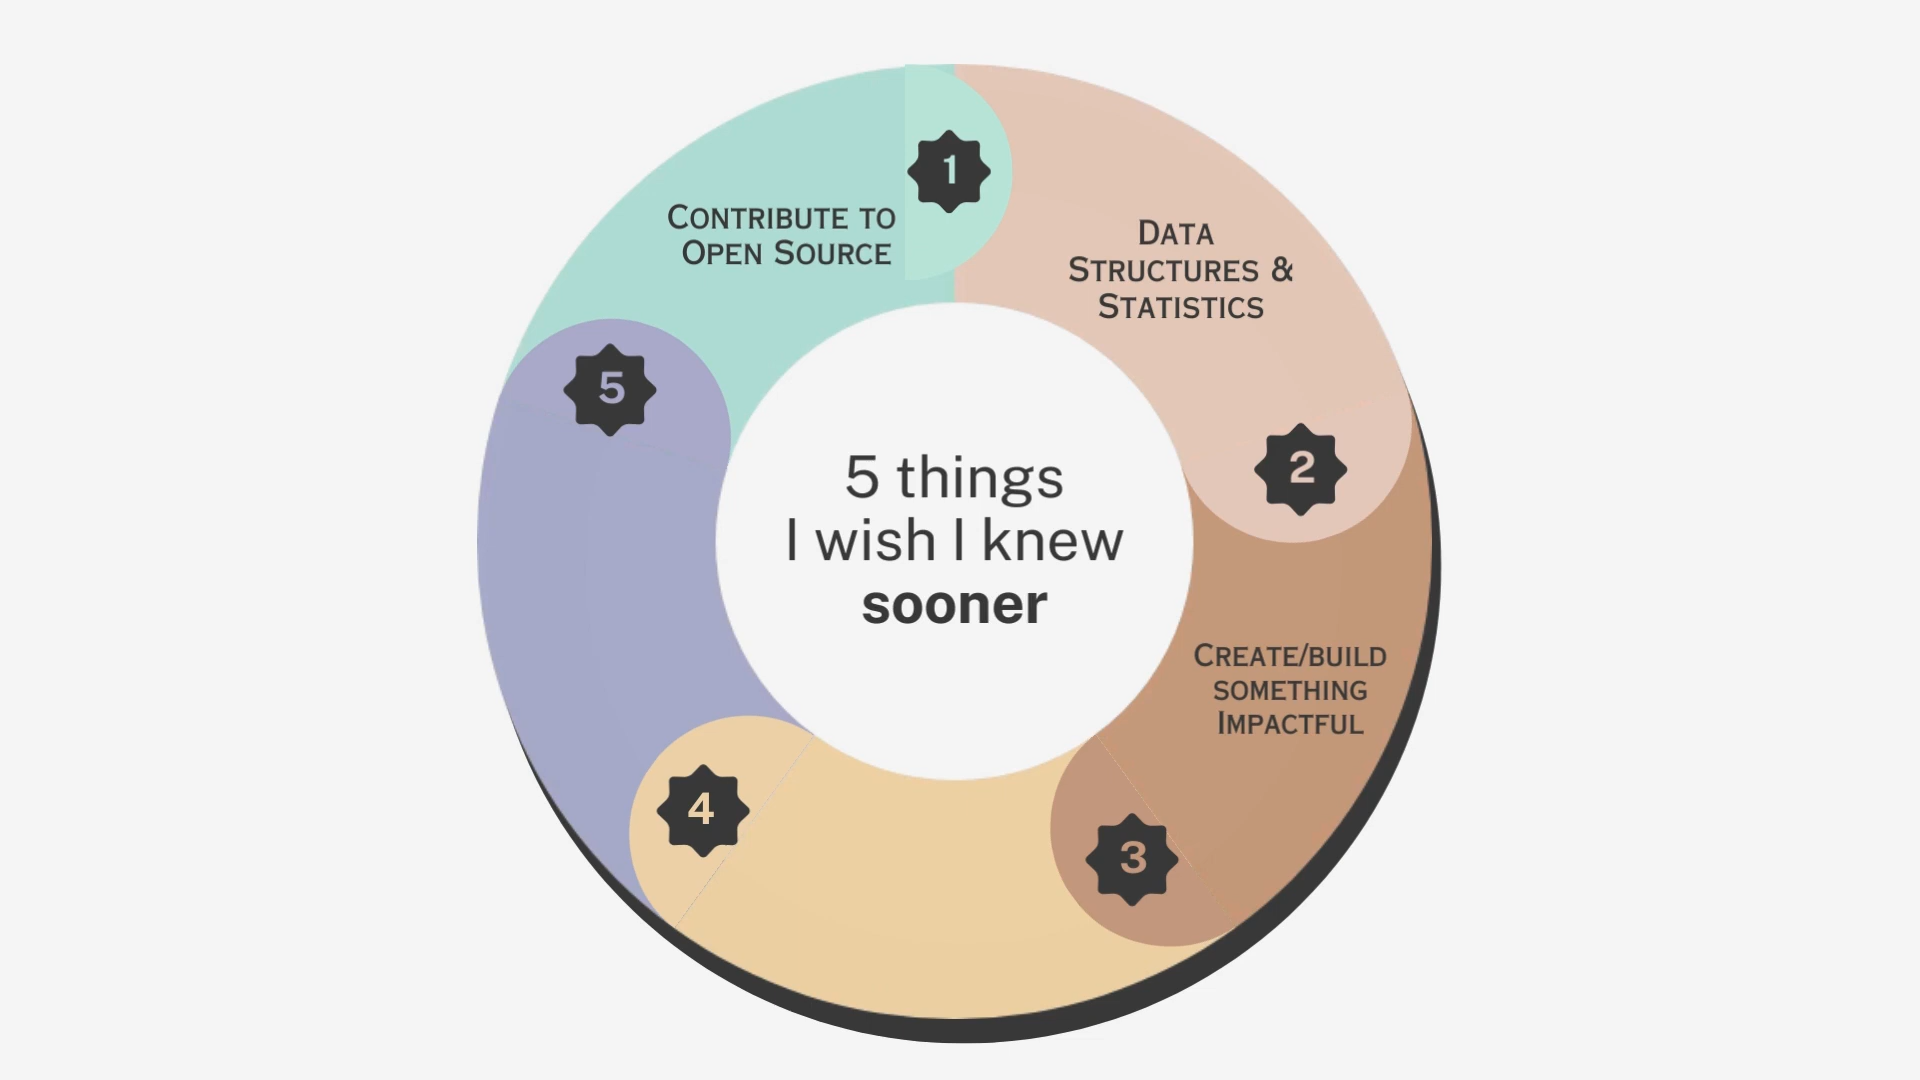 1
CONTRIBUTE TO
OPEN SOURCE
DATA
STRUCTURES &
STATISTICS
2
CREATE/BUILD
SOMETHING
IMPACTFUL
3
4
5
5 things
I wish I knew
sooner